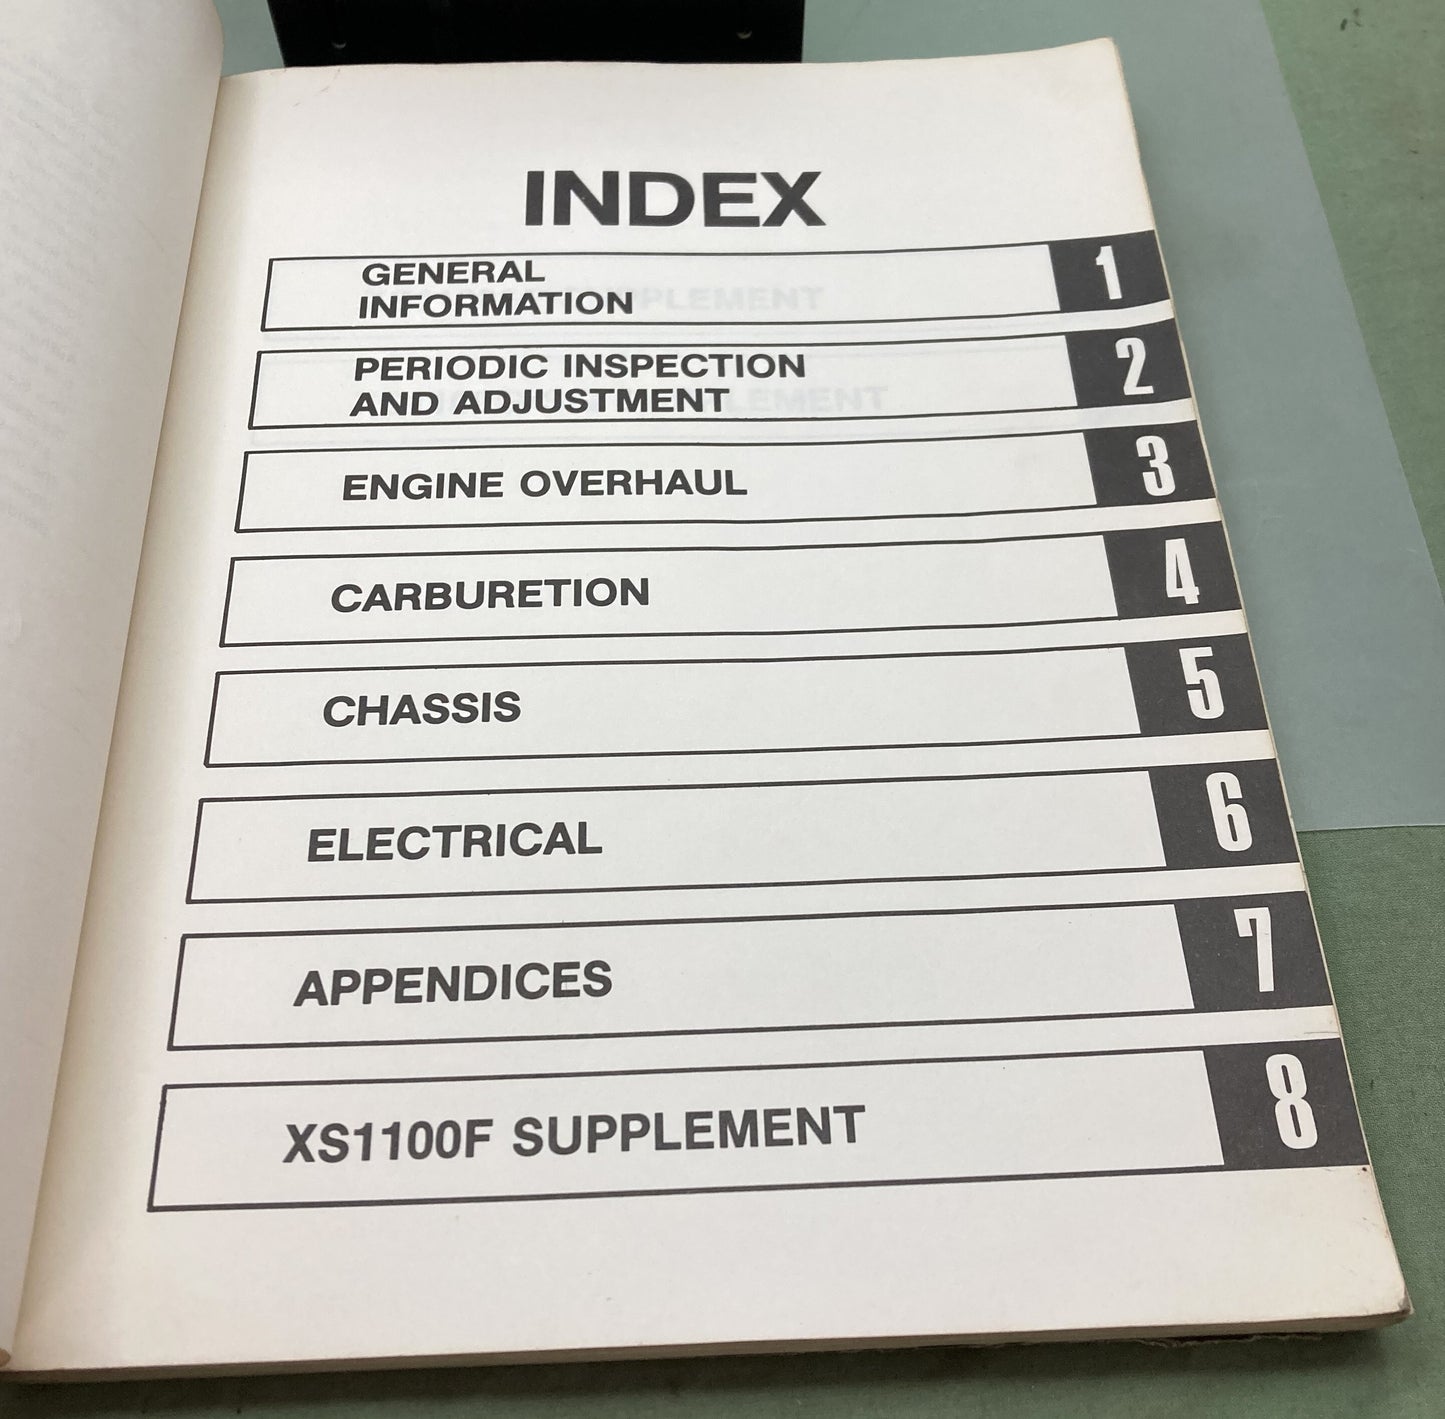 INDEX
GENERAL
INFORMATION
1
PERIODIC INSPECTION
AND ADJUSTMENT
2
ENGINE OVERHAUL
3
CARBURETION
4
CHASSIS
5
ELECTRICAL
6
APPENDICES
7
XS1100F SUPPLEMENT
8